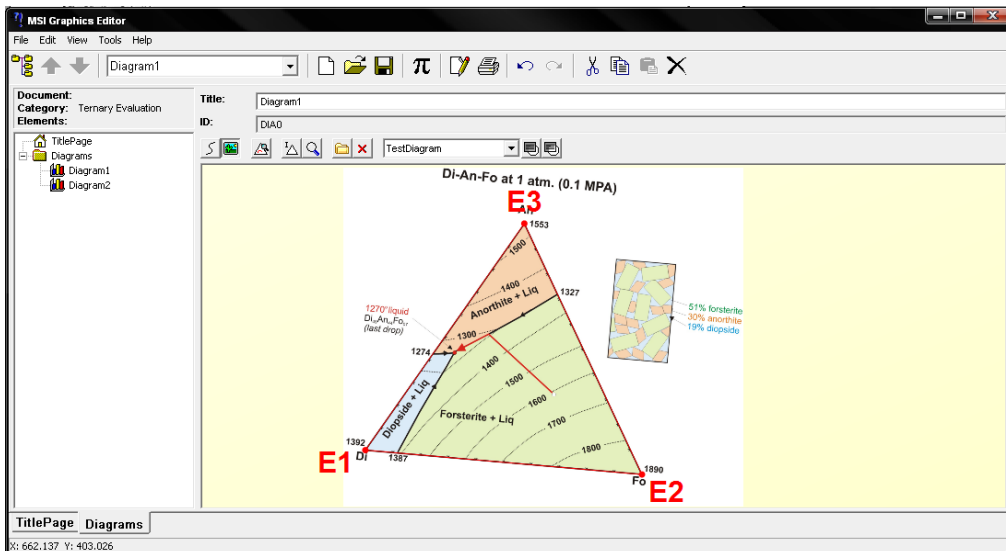 MSI Graphics Editor
File Edit View Tools Help
Diagram1
Document:
Category: Ternary Evaluation
Elements:
TitlePage
Diagrams
Diagram1
Diagram2
Title: Diagram1
ID: DIA0
TestDiagram
Di-An-Fo at 1 atm. (0.1 MPA)
E3
An
1553
1500
1400
Anorthite + Liq
1327
1270° liquid
(last drop)
1300
1274
51% forsterite
30% anorthite
19% diopside
1400
1500
1600
1700
1800
Diopside + Liq
Forsterite + Liq
1392
Di
1387
E1
1890
Fo
E2
TitlePage Diagrams
X: 662.137 Y: 403.026